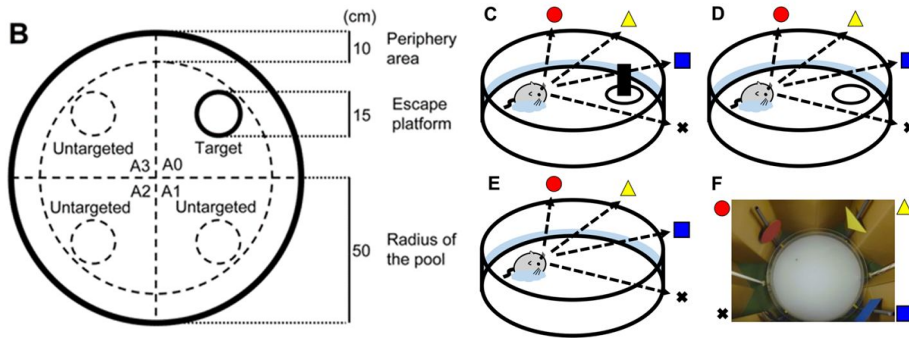 B
(cm)
10
Periphery
area
15
Escape
platform
Untargeted
Target
A3
A0
A2
A1
Untargeted
Untargeted
50
Radius of
the pool
C
D
E
F